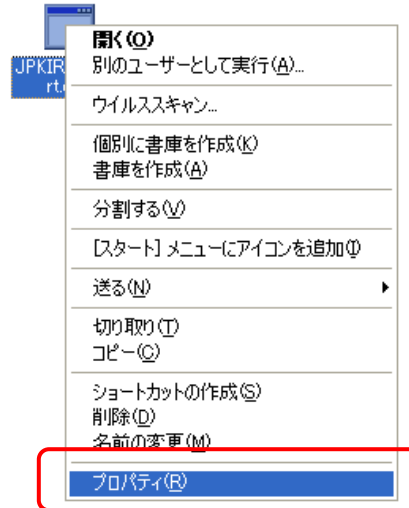 JPKIR
rt.
開く(O)
別のユーザーとして実行(A)...
ウイルススキャン...
個別に書庫を作成(K)
書庫を作成(A)
分割する(V)
[スタート] メニューにアイコンを追加(I)
送る(N)
切り取り(T)
コピー(C)
ショートカットの作成(S)
削除(D)
名前の変更(M)
プロパティ(R)